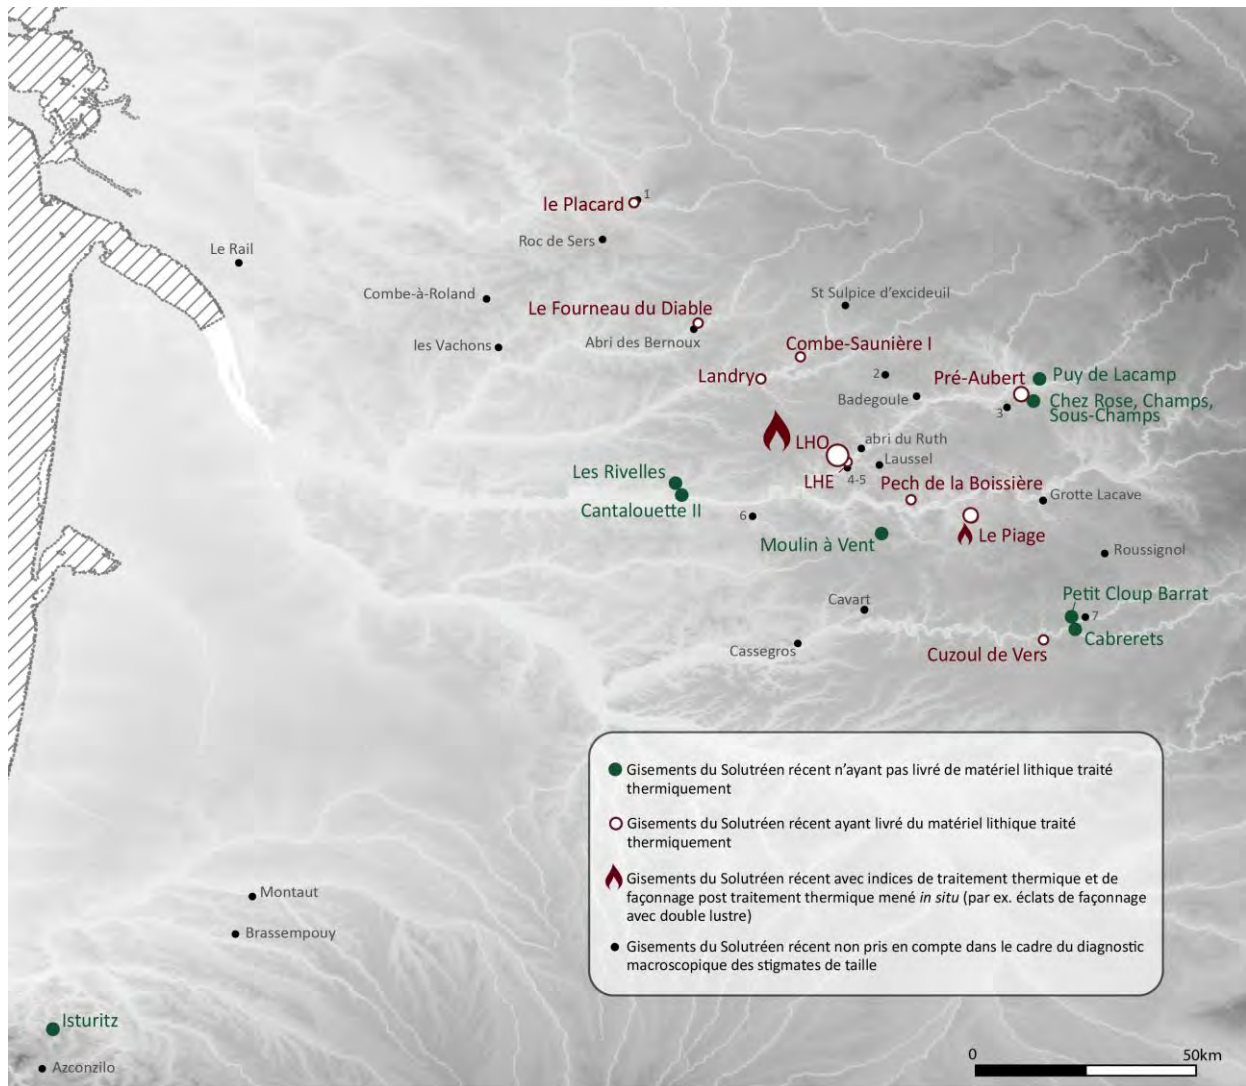 1
le Placard
Roc de Sers
Le Rail
Combe-à-Roland
St Sulpice d'excideuil
Le Fourneau du Diable
Abri des Bernoux
les Vachons
Combe-Saunière I
Landry
2
Pré-Aubert
Puy de Lacamp
Badegoule
3
Chez Rose, Champs,
Sous-Champs
LHO
abri du Ruth
Laussel
LHE
4-5
Les Rivelles
Pech de la Boissière
Grotte Lacave
Cantalouette II
6
Moulin à Vent
Le Piage
Roussignol
Petit Cloup Barrat
Cavart
7
Cabrerets
Cassegros
Cuzoul de Vers
Gisements du Solutréen récent n'ayant pas livré de matériel lithique traité
thermiquement
Gisements du Solutréen récent ayant livré du matériel lithique traité
thermiquement
Gisements du Solutréen récent avec indices de traitement thermique et de
façonnage post traitement thermique mené in situ (par ex. éclats de façonnage
avec double lustre)
Gisements du Solutréen récent non pris en compte dans le cadre du diagnostic
macroscopique des stigmates de taille
Montaut
Brassempouy
Isturitz
Azconzilo
0
50km